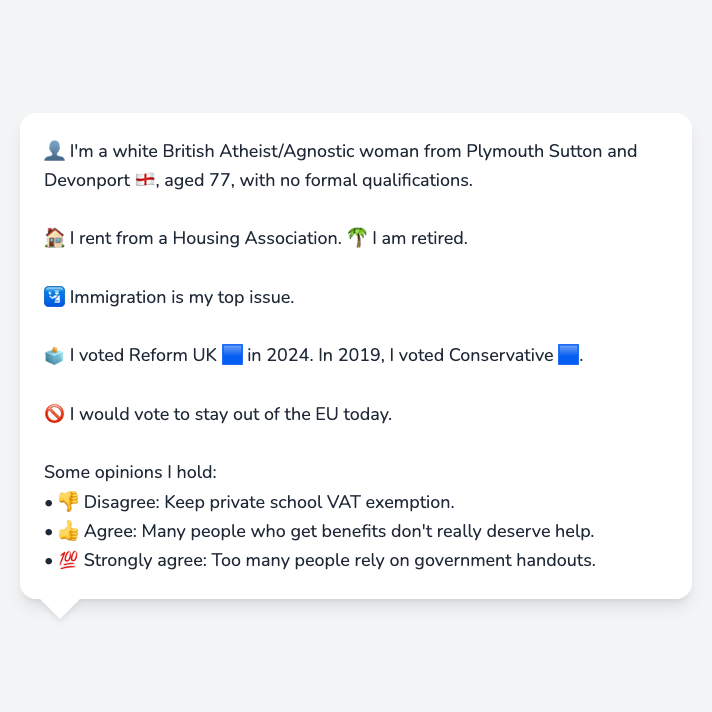 👤 I'm a white British Atheist/Agnostic woman from Plymouth Sutton and
Devonport 🏴󠁧󠁢󠁥󠁮󠁧󠁿, aged 77, with no formal qualifications.
🏠 I rent from a Housing Association. 🌴 I am retired.
🛂 Immigration is my top issue.
🗳️ I voted Reform UK 🟦 in 2024. In 2019, I voted Conservative 🟦.
🚫 I would vote to stay out of the EU today.
Some opinions I hold:
• 👎 Disagree: Keep private school VAT exemption.
• 👍 Agree: Many people who get benefits don't really deserve help.
• 💯 Strongly agree: Too many people rely on government handouts.